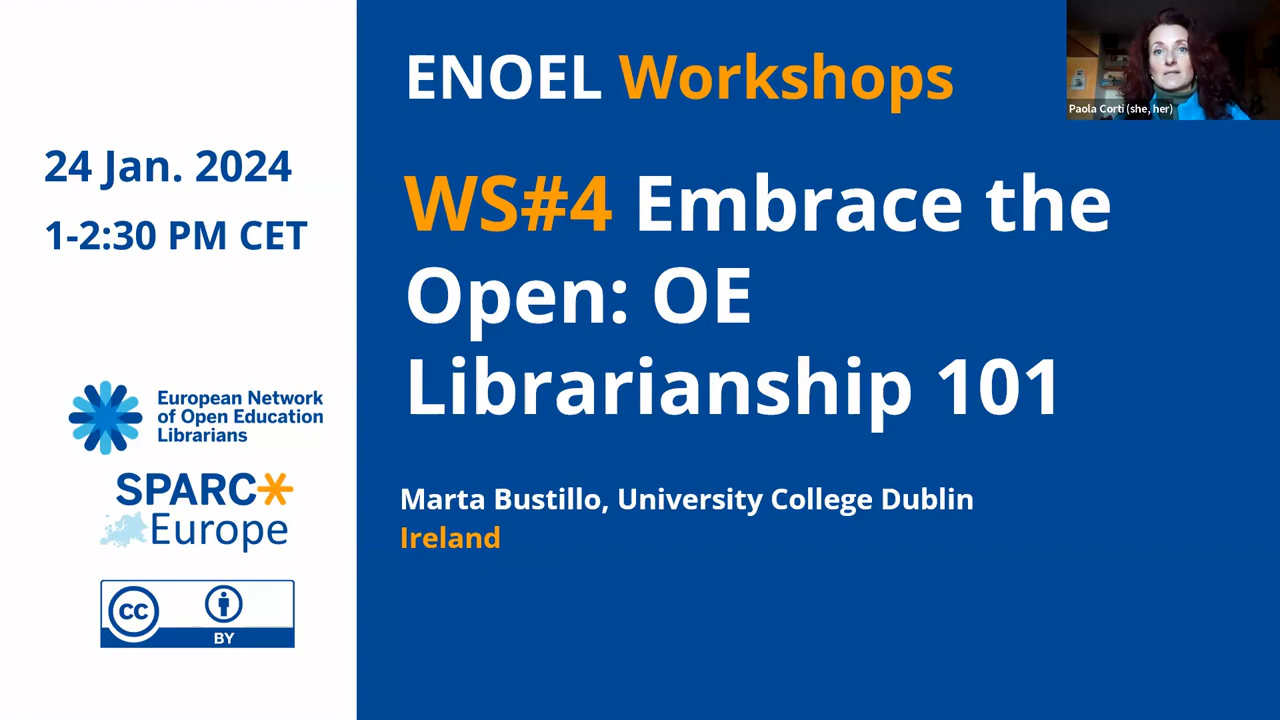 24 Jan. 2024
1-2:30 PM CET
European Network
of Open Education
Librarians
SPARC
Europe
CC
BY
ENOEL Workshops
WS#4 Embrace the
Open: OE
Librarianship 101
Marta Bustillo, University College Dublin
Ireland
Paola Corti (she, her)